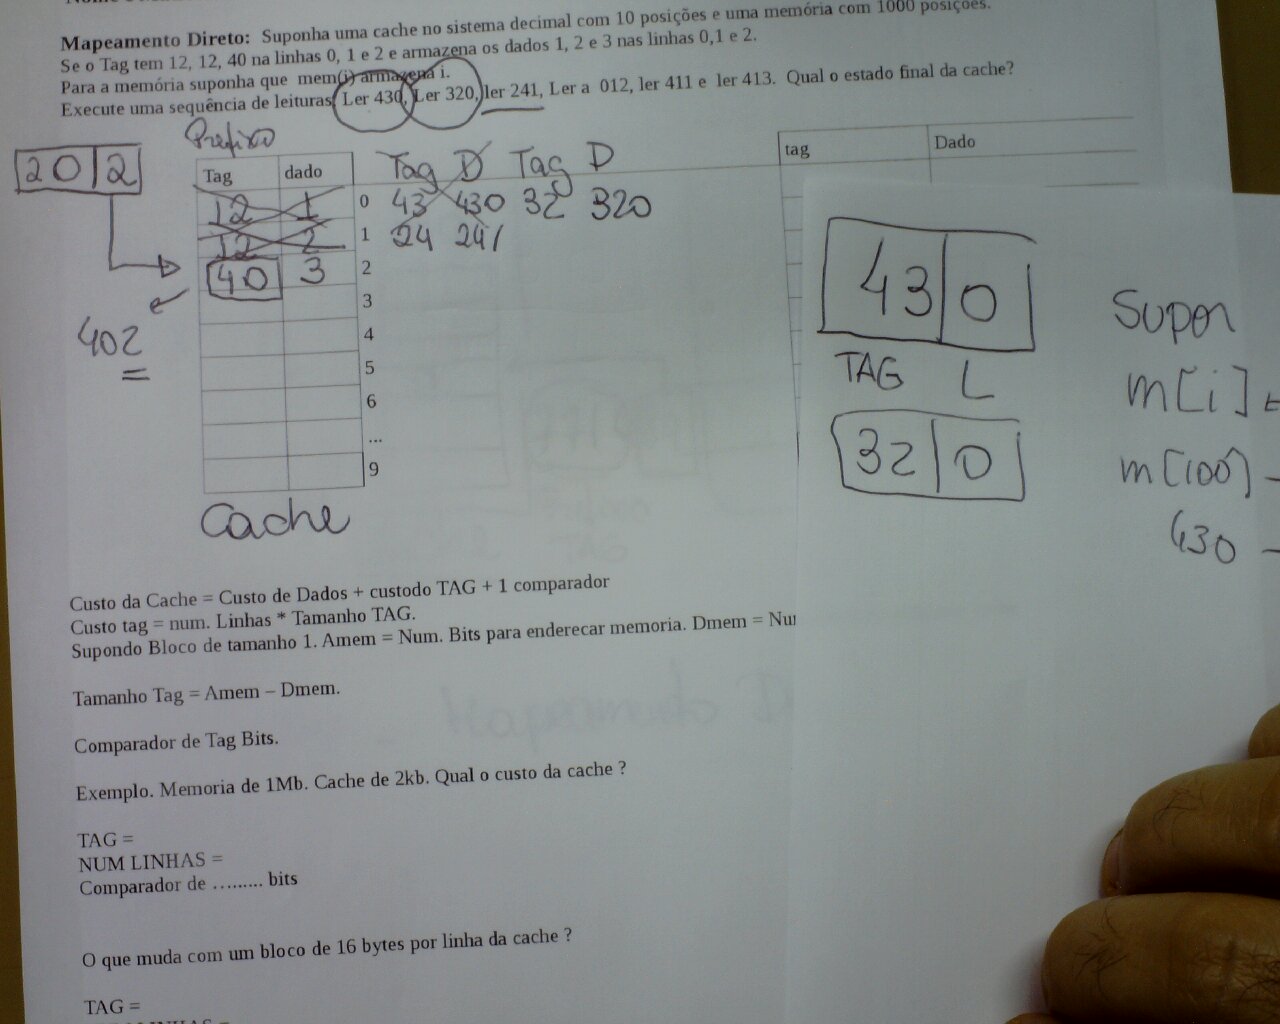 Mapeamento Direto: Suponha uma cache no sistema decimal com 10 posições e uma memória com 1000 posições.
Se o Tag tem 12, 12, 40 na linhas 0, 1 e 2 e armazena os dados 1, 2 e 3 nas linhas 0,1 e 2.
Para a memória suponha que mem(i) armazena i.
Execute uma sequência de leituras Ler 430, Ler 320, ler 241, Ler a 012, ler 411 e ler 413. Qual o estado final da cache?
Prefixo
20 2
Tag dado
Tag D Tag D
tag Dado
12 1 0 43 430 32 320
12 2 1 24 241
40 3 2
3
402
4
5
6
...
9
Cache
43 0
TAG L
32 0
Supon
m[i] =
m[100]
430
Custo da Cache = Custo de Dados + custodo TAG + 1 comparador
Custo tag = num. Linhas * Tamanho TAG.
Supondo Bloco de tamanho 1. Amem = Num. Bits para enderecar memoria. Dmem =
Tamanho Tag = Amem – Dmem.
Comparador de Tag Bits.
Exemplo. Memoria de 1Mb. Cache de 2kb. Qual o custo da cache ?
TAG =
NUM LINHAS =
Comparador de ......... bits
O que muda com um bloco de 16 bytes por linha da cache ?
TAG =